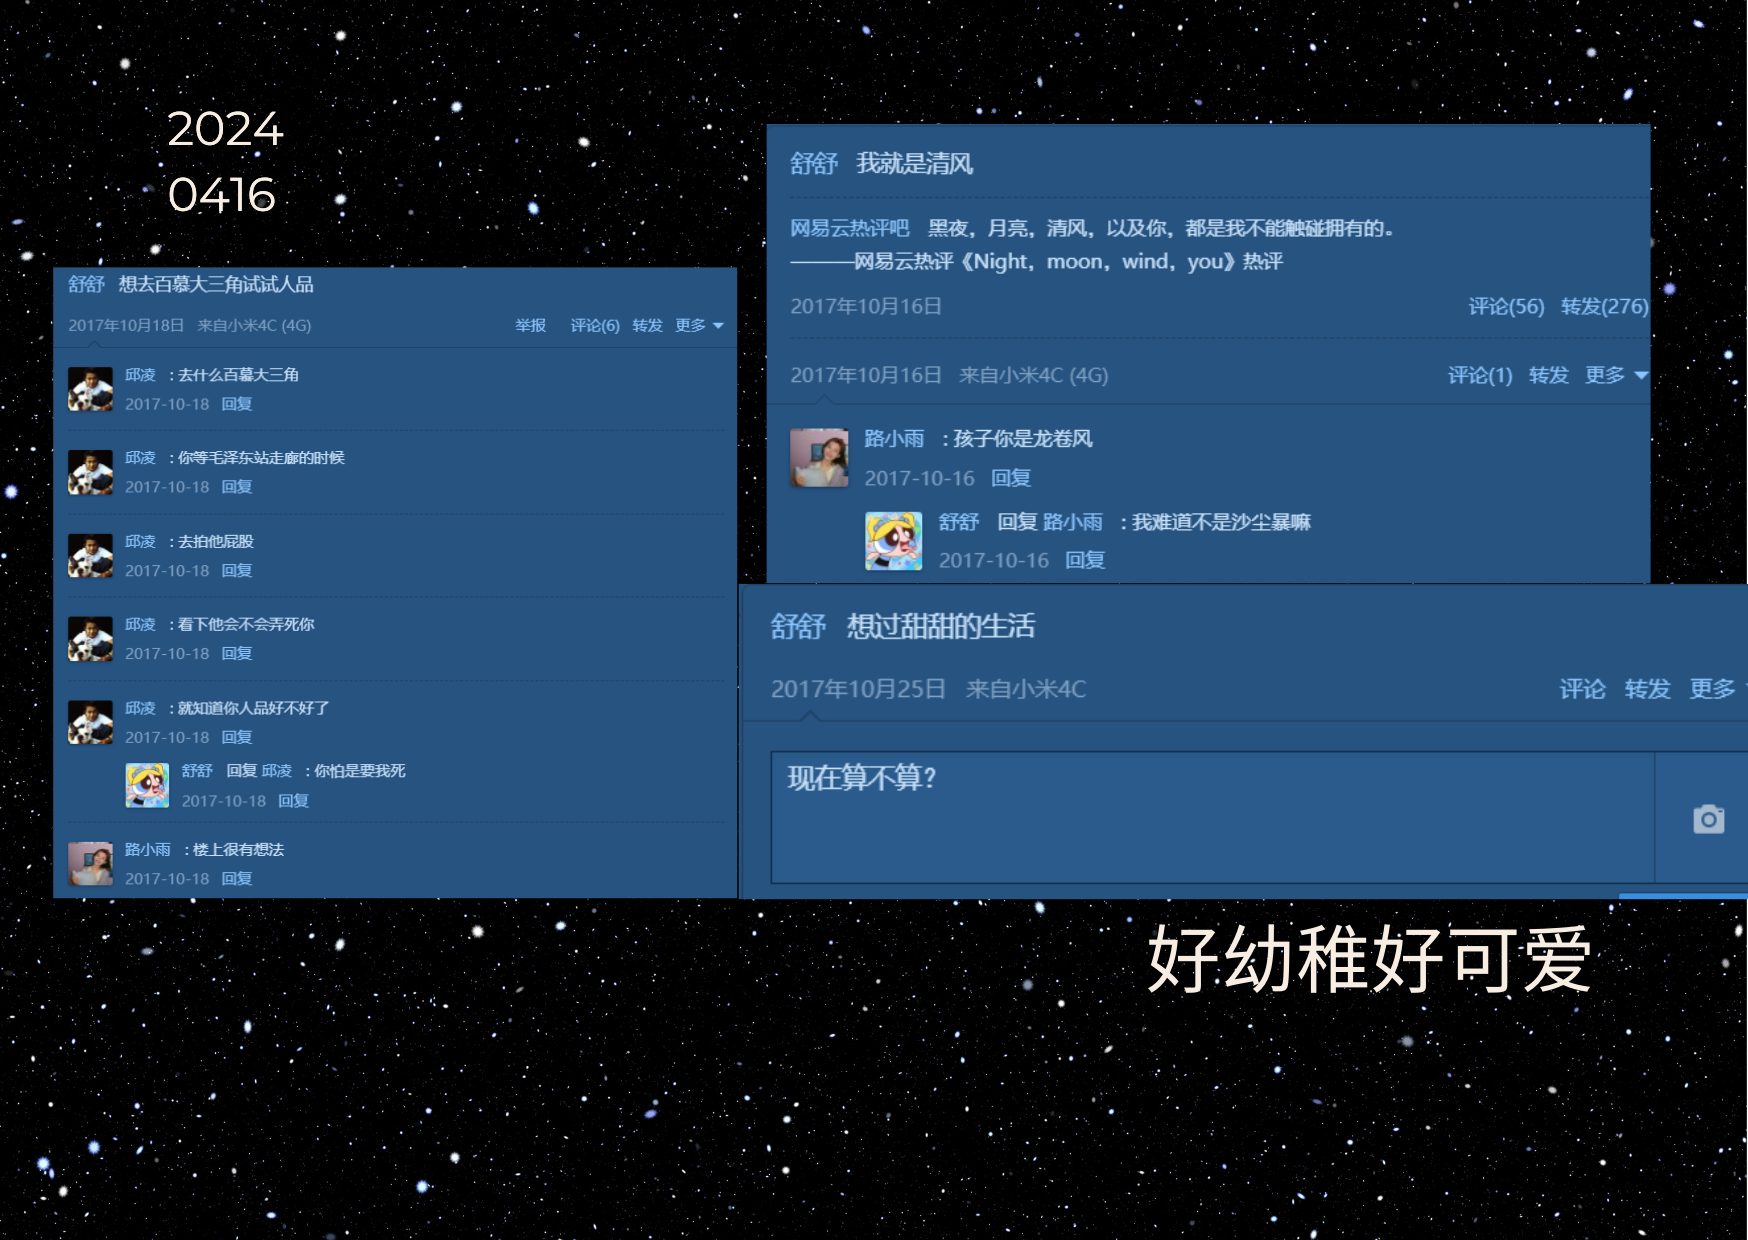 2024
0416
舒舒 想去百慕大三角试试人品
2017年10月18日 来自小米4C (4G) 举报 评论(6) 转发 更多
邱凌 : 去什么百慕大三角
2017-10-18 回复
邱凌 : 你等毛泽东站走廊的时候
2017-10-18 回复
邱凌 : 去拍他屁股
2017-10-18 回复
邱凌 : 看下他会不会弄死你
2017-10-18 回复
邱凌 : 就知道你人品好不好了
2017-10-18 回复
舒舒 回复 邱凌 : 你怕是要我死
2017-10-18 回复
路小雨 : 楼上很有想法
2017-10-18 回复
舒舒 我就是清风
网易云热评吧 黑夜，月亮，清风，以及你，都是我不能触碰拥有的。
———网易云热评《Night，moon，wind，you》热评
2017年10月16日 评论(56) 转发(276)
2017年10月16日 来自小米4C (4G) 评论(1) 转发 更多
路小雨 : 孩子你是龙卷风
2017-10-16 回复
舒舒 回复 路小雨 : 我难道不是沙尘暴嘛
2017-10-16 回复
舒舒 想过甜甜的生活
2017年10月25日 来自小米4C 评论 转发 更多
现在算不算？
好幼稚好可爱